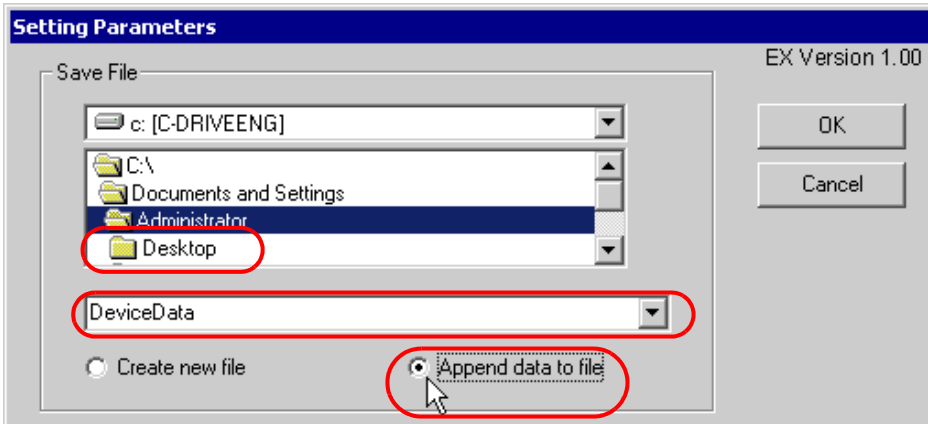 Setting Parameters
EX Version 1.00
Save File
c: [C-DRIVEENG]
OK
C:\
Documents and Settings
Cancel
Administrator
Desktop
DeviceData
Create new file
Append data to file